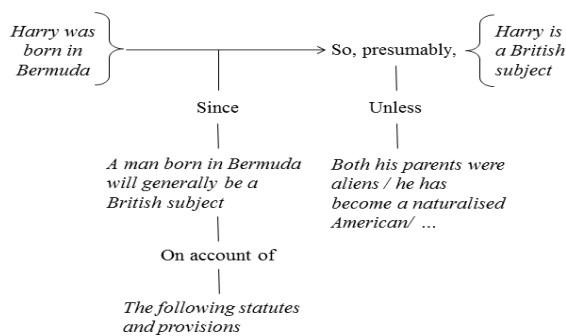 Harry was
born in
Bermuda
So, presumably,
Harry is
a British
subject
Since
Unless
A man born in Bermuda
will generally be a
British subject
Both his parents were
aliens / he has
become a naturalised
American/ …
On account of
The following statutes
and provisions